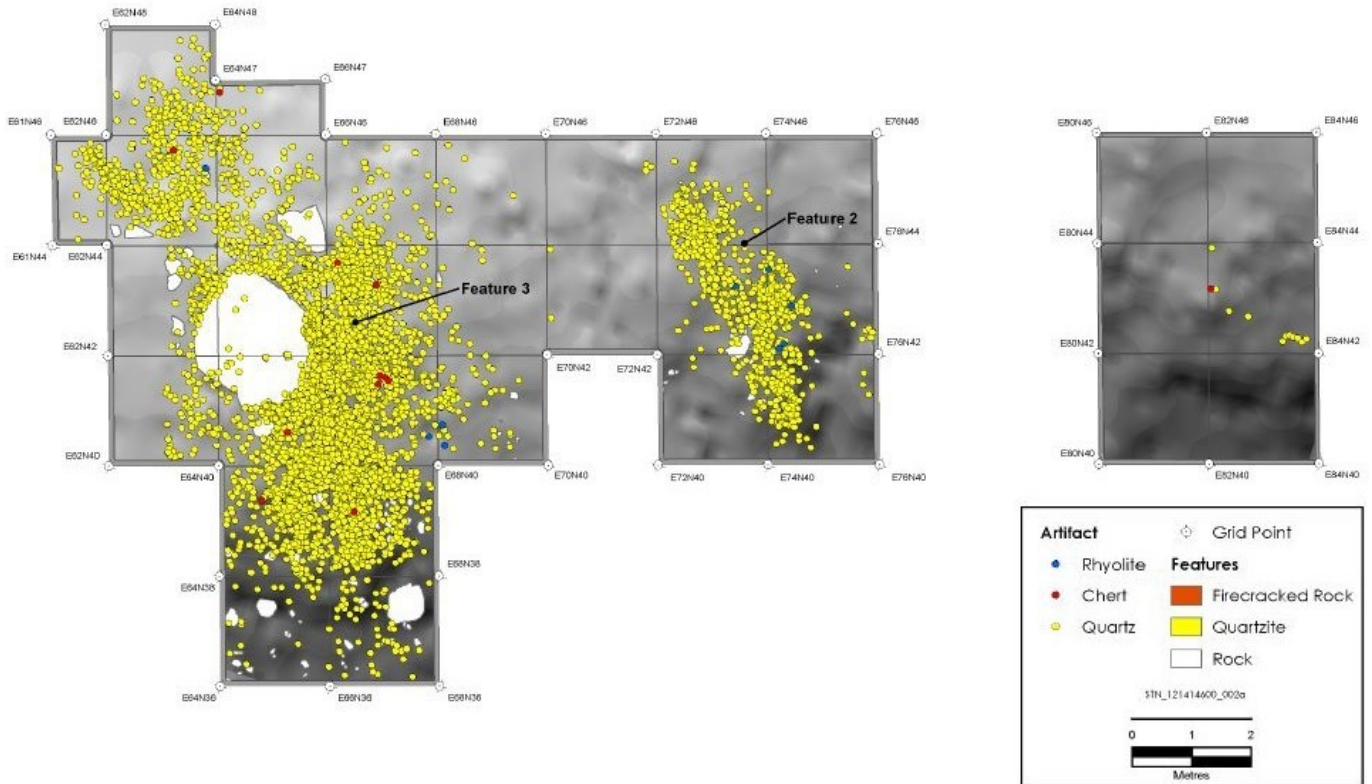 E62N48
E64N48
E64N47
E66N47
E61N46
E62N46
E66N46
E68N46
E70N46
E72N46
E74N46
E76N46
E80N46
E82N46
E84N46
Feature 2
E61N44
E62N44
E76N44
E80N44
E84N44
Feature 3
E62N42
E70N42
E72N42
E76N42
E80N42
E84N42
E62N40
E64N40
E68N40
E70N40
E72N40
E74N40
E76N40
E80N40
E82N40
E84N40
Artifact
Grid Point
Rhyolite
Features
Chert
Firecracked Rock
Quartz
Quartzite
Rock
E64N38
E68N38
STN_121414600_002a
0 1 2
Metres
E64N36
E66N36
E68N36